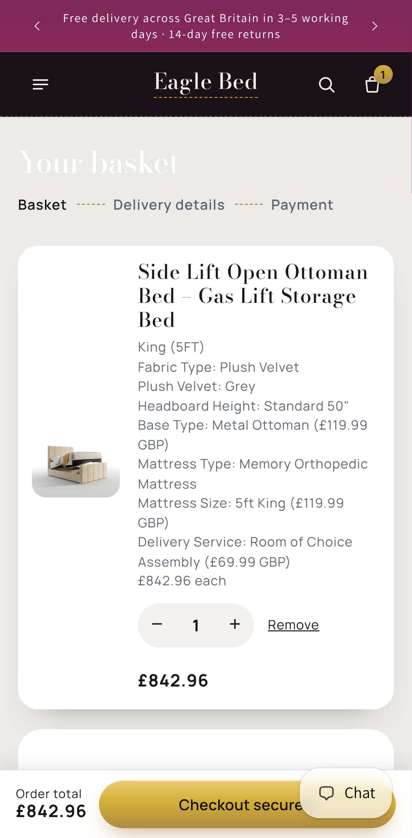 Free delivery across Great Britain in 3–5 working
days · 14-day free returns
Eagle Bed
1
Your basket
Basket
Delivery details
Payment
Side Lift Open Ottoman
Bed – Gas Lift Storage
Bed
King (5FT)
Fabric Type: Plush Velvet
Plush Velvet: Grey
Headboard Height: Standard 50"
Base Type: Metal Ottoman (£119.99
GBP)
Mattress Type: Memory Orthopedic
Mattress
Mattress Size: 5ft King (£119.99
GBP)
Delivery Service: Room of Choice
Assembly (£69.99 GBP)
£842.96 each
− 1 +
Remove
£842.96
Order total
£842.96
Checkout secure
Chat